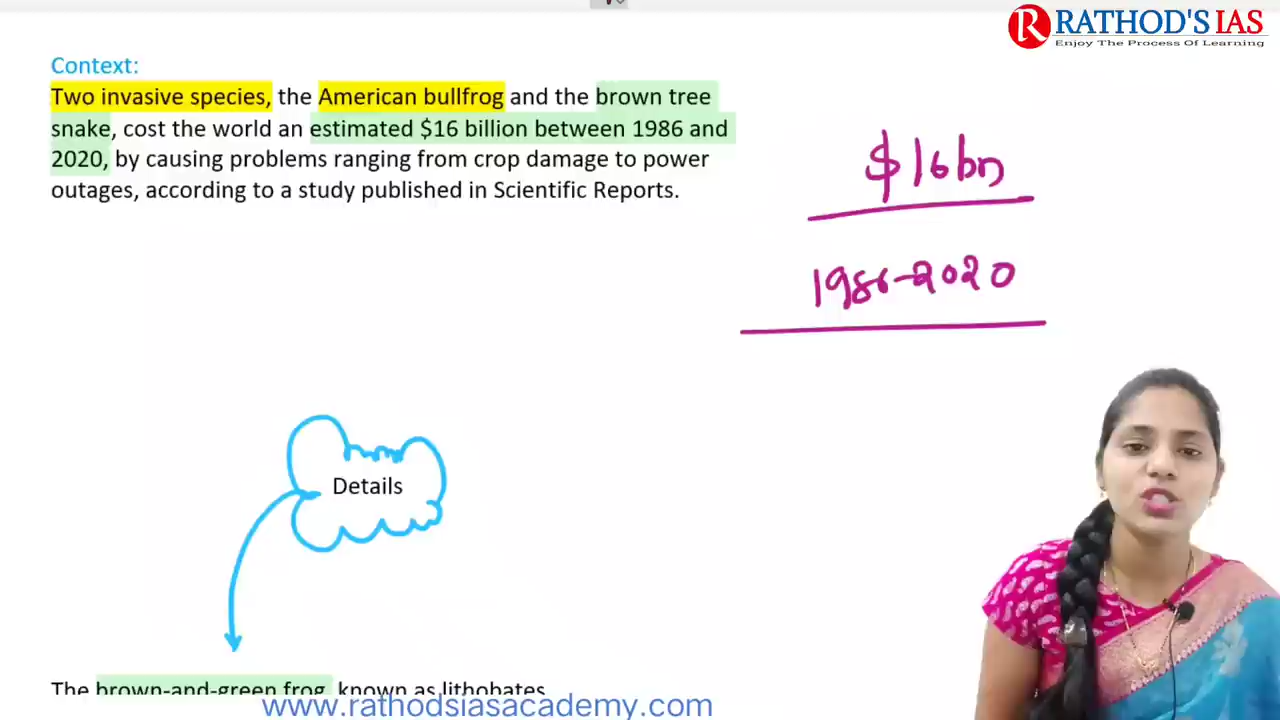 RATHOD'S IAS
Enjoy The Process Of Learning
Context:
Two invasive species, the American bullfrog and the brown tree
snake, cost the world an estimated $16 billion between 1986 and
2020, by causing problems ranging from crop damage to power
outages, according to a study published in Scientific Reports.
$16bn
1986-2020
Details
The brown-and-green frog, known as lithobates
www.rathodsiasacademy.com